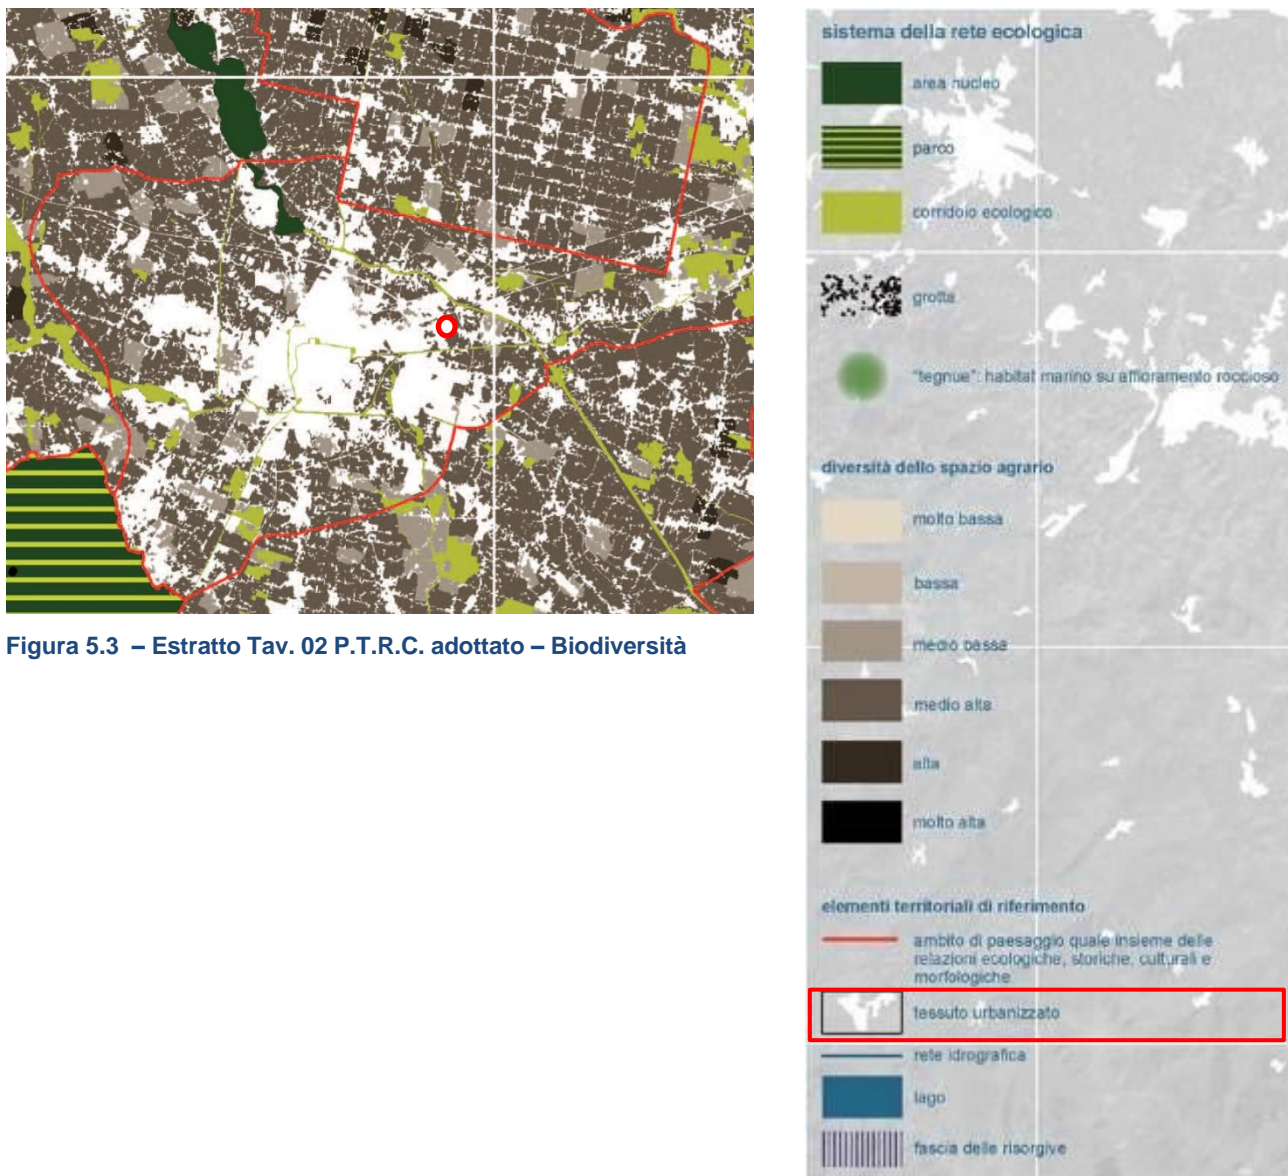 Figura 5.3 – Estratto Tav. 02 P.T.R.C. adottato – Biodiversità
sistema della rete ecologica
area nucleo
parco
corridoio ecologico
grotta
"tegnue": habitat marino su affioramento roccioso
diversità dello spazio agrario
molto bassa
bassa
medio bassa
medio alta
alta
molto alta
elementi territoriali di riferimento
ambito di paesaggio quale insieme delle
relazioni ecologiche, storiche, culturali e
morfologiche
tessuto urbanizzato
rete idrografica
lago
fascia delle risorgive